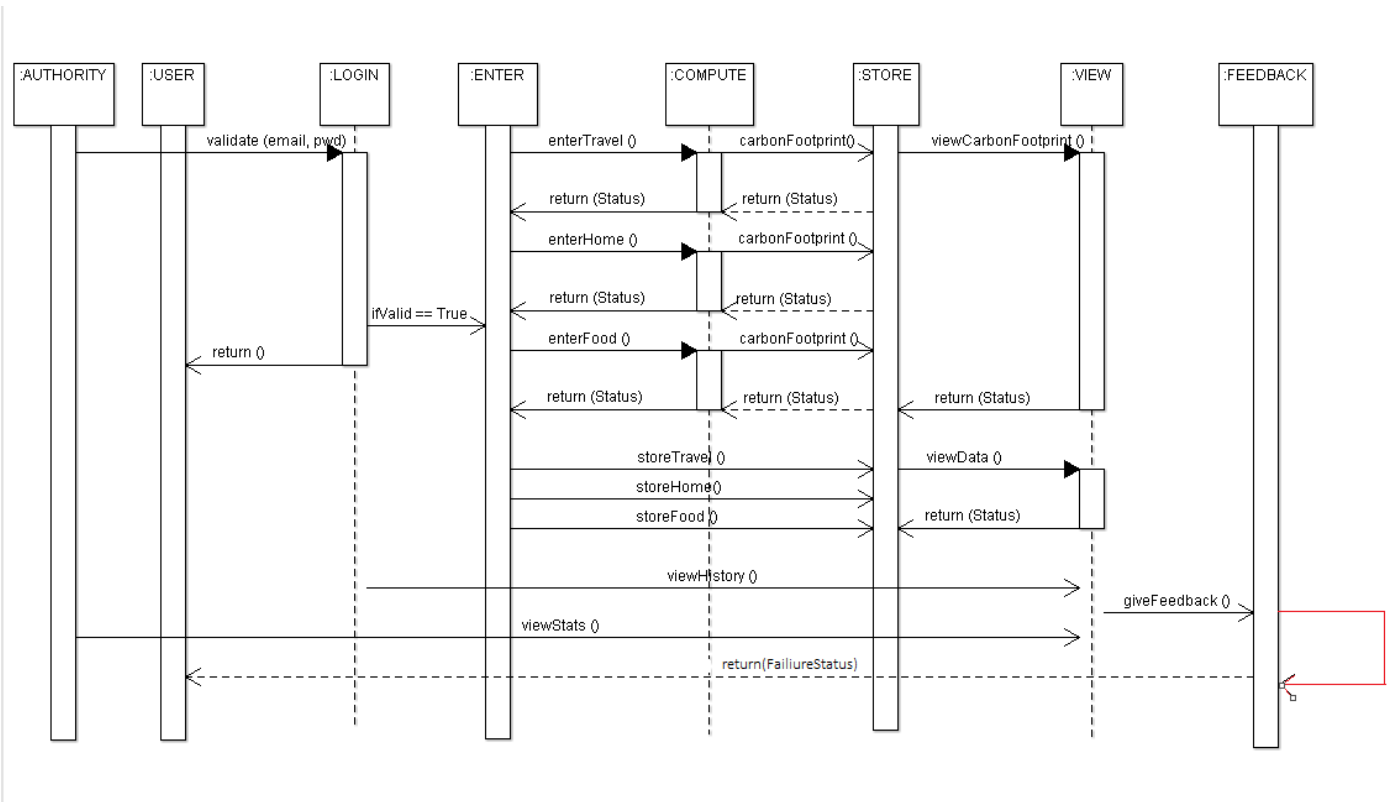 :AUTHORITY
:USER
:LOGIN
:ENTER
:COMPUTE
:STORE
:VIEW
:FEEDBACK
validate (email, pwd)
enterTravel ()
carbonFootprint()
viewCarbonFootprint ()
return (Status)
return (Status)
enterHome ()
carbonFootprint ()
return (Status)
return (Status)
ifValid == True
enterFood ()
carbonFootprint ()
return ()
return (Status)
return (Status)
return (Status)
storeTravel ()
viewData ()
storeHome()
storeFood ()
return (Status)
viewHistory ()
giveFeedback ()
viewStats ()
return(FailiureStatus)